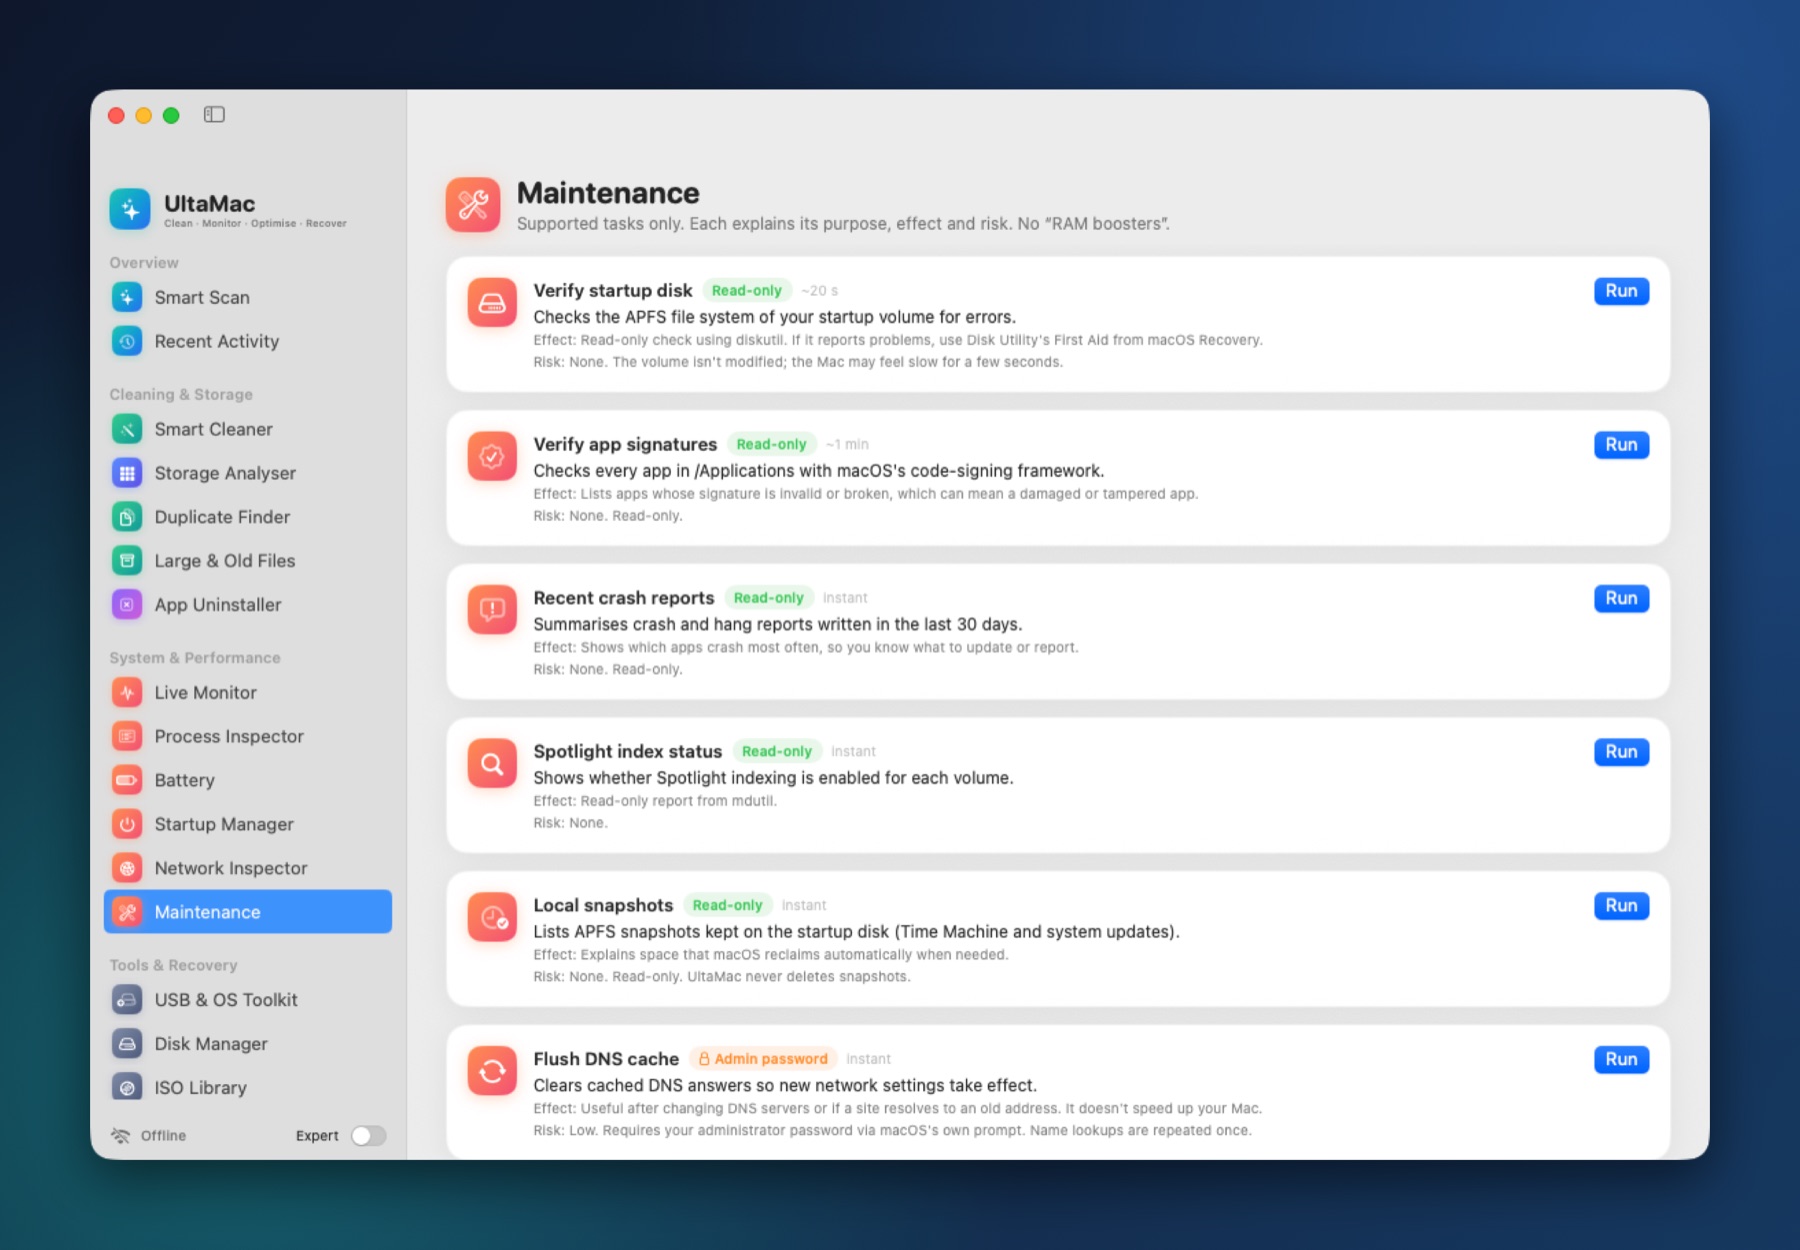 UltaMac
Clean · Monitor · Optimise · Recover
Overview
Smart Scan
Recent Activity
Cleaning & Storage
Smart Cleaner
Storage Analyser
Duplicate Finder
Large & Old Files
App Uninstaller
System & Performance
Live Monitor
Process Inspector
Battery
Startup Manager
Network Inspector
Maintenance
Tools & Recovery
USB & OS Toolkit
Disk Manager
ISO Library
Offline
Expert
Maintenance
Supported tasks only. Each explains its purpose, effect and risk. No “RAM boosters”.
Verify startup disk Read-only ~20 s Run
Checks the APFS file system of your startup volume for errors.
Effect: Read-only check using diskutil. If it reports problems, use Disk Utility's First Aid from macOS Recovery.
Risk: None. The volume isn't modified; the Mac may feel slow for a few seconds.
Verify app signatures Read-only ~1 min Run
Checks every app in /Applications with macOS's code-signing framework.
Effect: Lists apps whose signature is invalid or broken, which can mean a damaged or tampered app.
Risk: None. Read-only.
Recent crash reports Read-only instant Run
Summarises crash and hang reports written in the last 30 days.
Effect: Shows which apps crash most often, so you know what to update or report.
Risk: None. Read-only.
Spotlight index status Read-only instant Run
Shows whether Spotlight indexing is enabled for each volume.
Effect: Read-only report from mdutil.
Risk: None.
Local snapshots Read-only instant Run
Lists APFS snapshots kept on the startup disk (Time Machine and system updates).
Effect: Explains space that macOS reclaims automatically when needed.
Risk: None. Read-only. UltaMac never deletes snapshots.
Flush DNS cache Admin password instant Run
Clears cached DNS answers so new network settings take effect.
Effect: Useful after changing DNS servers or if a site resolves to an old address. It doesn't speed up your Mac.
Risk: Low. Requires your administrator password via macOS's own prompt. Name lookups are repeated once.